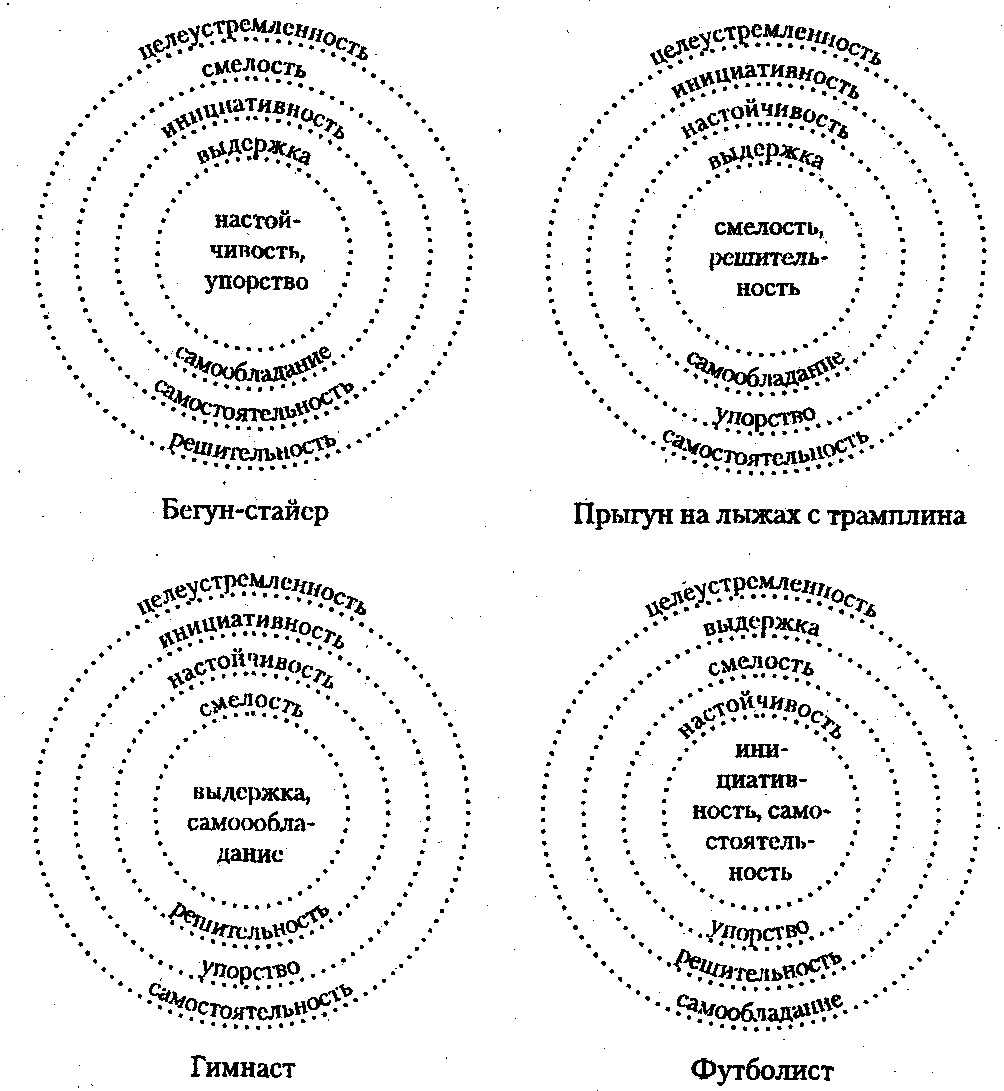 целеустремленность
смелость
инициативность
выдержка
настой-
чивость,
упорство
самообладание
самостоятельность
решительность
Бегун-стайер
целеустремленность
инициативность
настойчивость
выдержка
смелость,
решитель-
ность
самообладание
упорство
самостоятельность
Прыгун на лыжах с трамплина
целеустремленность
инициативность
настойчивость
смелость
выдержка,
самоообла-
дание
решительность
упорство
самостоятельность
Гимнаст
целеустремленность
выдержка
смелость
настойчивость
ини-
циатив-
ность, само-
стоятель-
ность
упорство
решительность
самообладание
Футболист